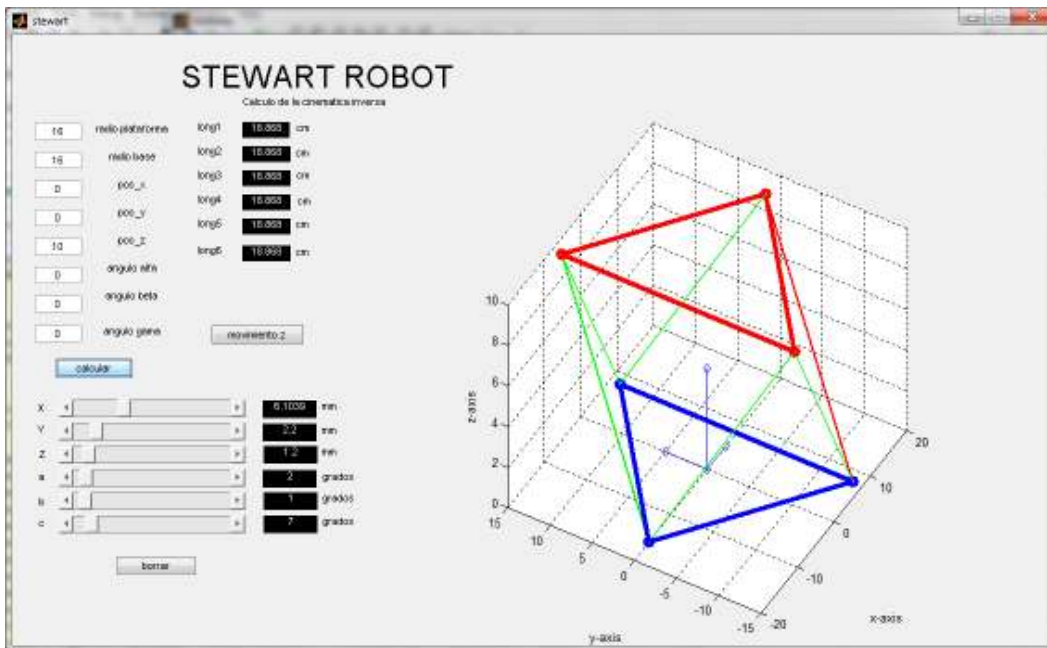 stewart
STEWART ROBOT
Calculo de la cinematica inversa
16 radio plataforma long1 18.868 cm
16 radio base long2 18.868 cm
0 pos_x long3 18.868 cm
0 pos_y long4 18.868 cm
10 pos_z long5 18.868 cm
0 angulo alfa long6 18.868 cm
0 angulo beta
0 angulo gama movimiento 2
calcular
X 6.1039 mm
Y 2.2 mm
Z 1.2 mm
a 2 grados
b 1 grados
c 7 grados
borrar
z-axis
10
8
6
4
2
0
15
10
5
0
-5
-10
-15
y-axis
20
10
0
-10
-20
x-axis